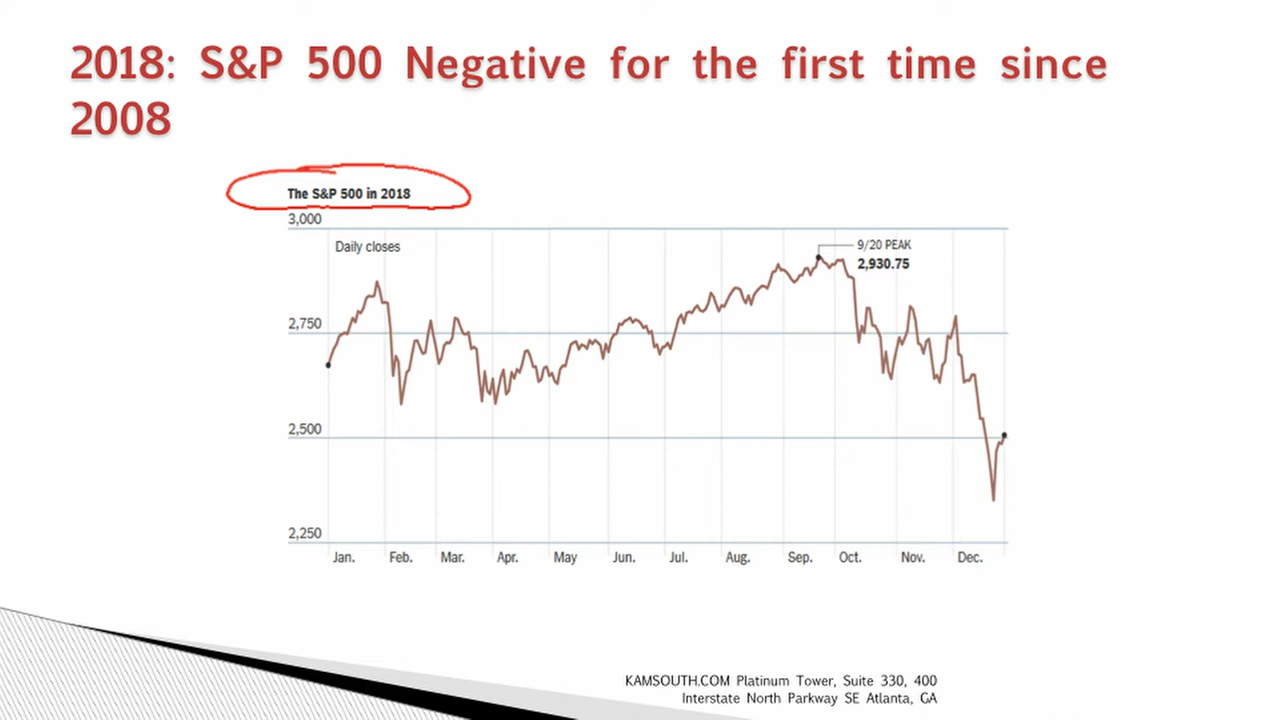 2018: S&P 500 Negative for the first time since
2008
The S&P 500 in 2018
3,000
Daily closes
9/20 PEAK
2,930.75
2,750
2,500
2,250
Jan. Feb. Mar. Apr. May Jun. Jul. Aug. Sep. Oct. Nov. Dec.
KAMSOUTH.COM Platinum Tower, Suite 330, 400
Interstate North Parkway SE Atlanta, GA